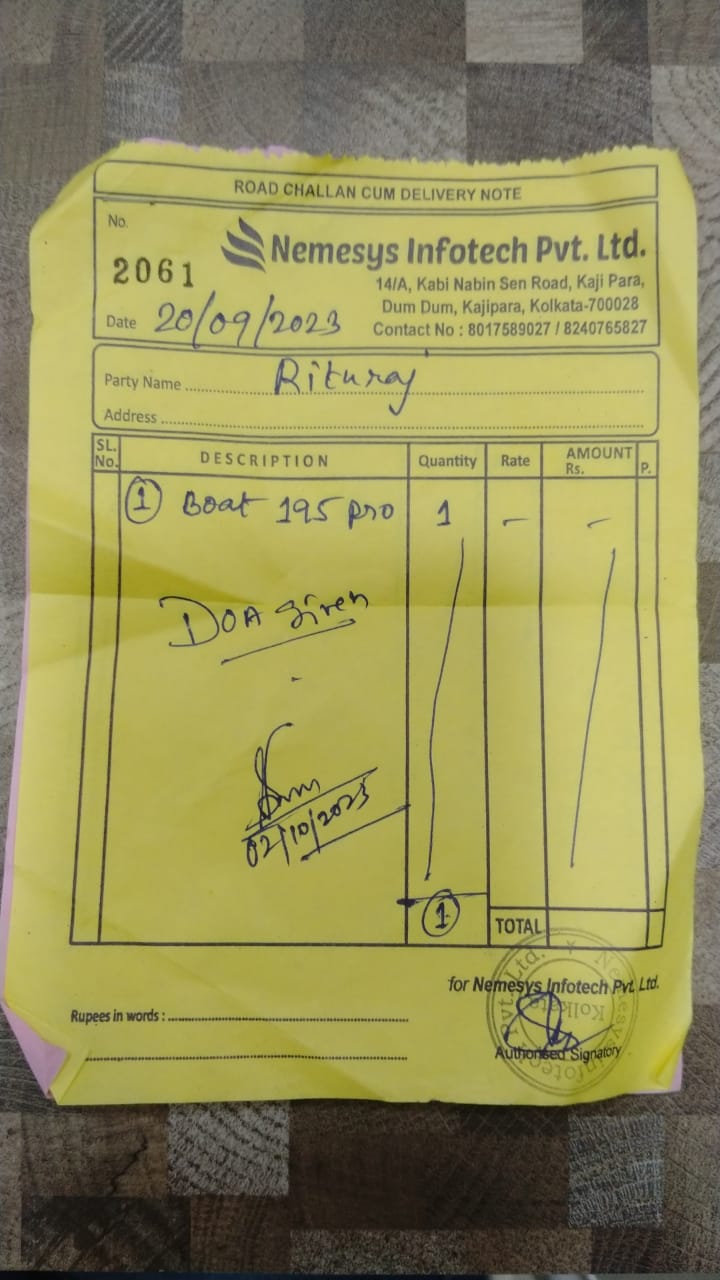 ROAD CHALLAN CUM DELIVERY NOTE
No.
2061
Nemesys Infotech Pvt. Ltd.
14/A, Kabi Nabin Sen Road, Kaji Para,
Dum Dum, Kajipara, Kolkata-700028
Contact No : 8017589027 / 8240765827
Date 20/09/2023
Party Name Rituraj
Address
SL. No. DESCRIPTION Quantity Rate AMOUNT Rs. P.
1 Boat 195 pro 1 - -
DOA given
02/10/2023
1
TOTAL
for Nemesys Infotech Pvt. Ltd.
Rupees in words :
Authorised Signatory
Nemesys Infotech Pvt. Ltd.
Kolkata